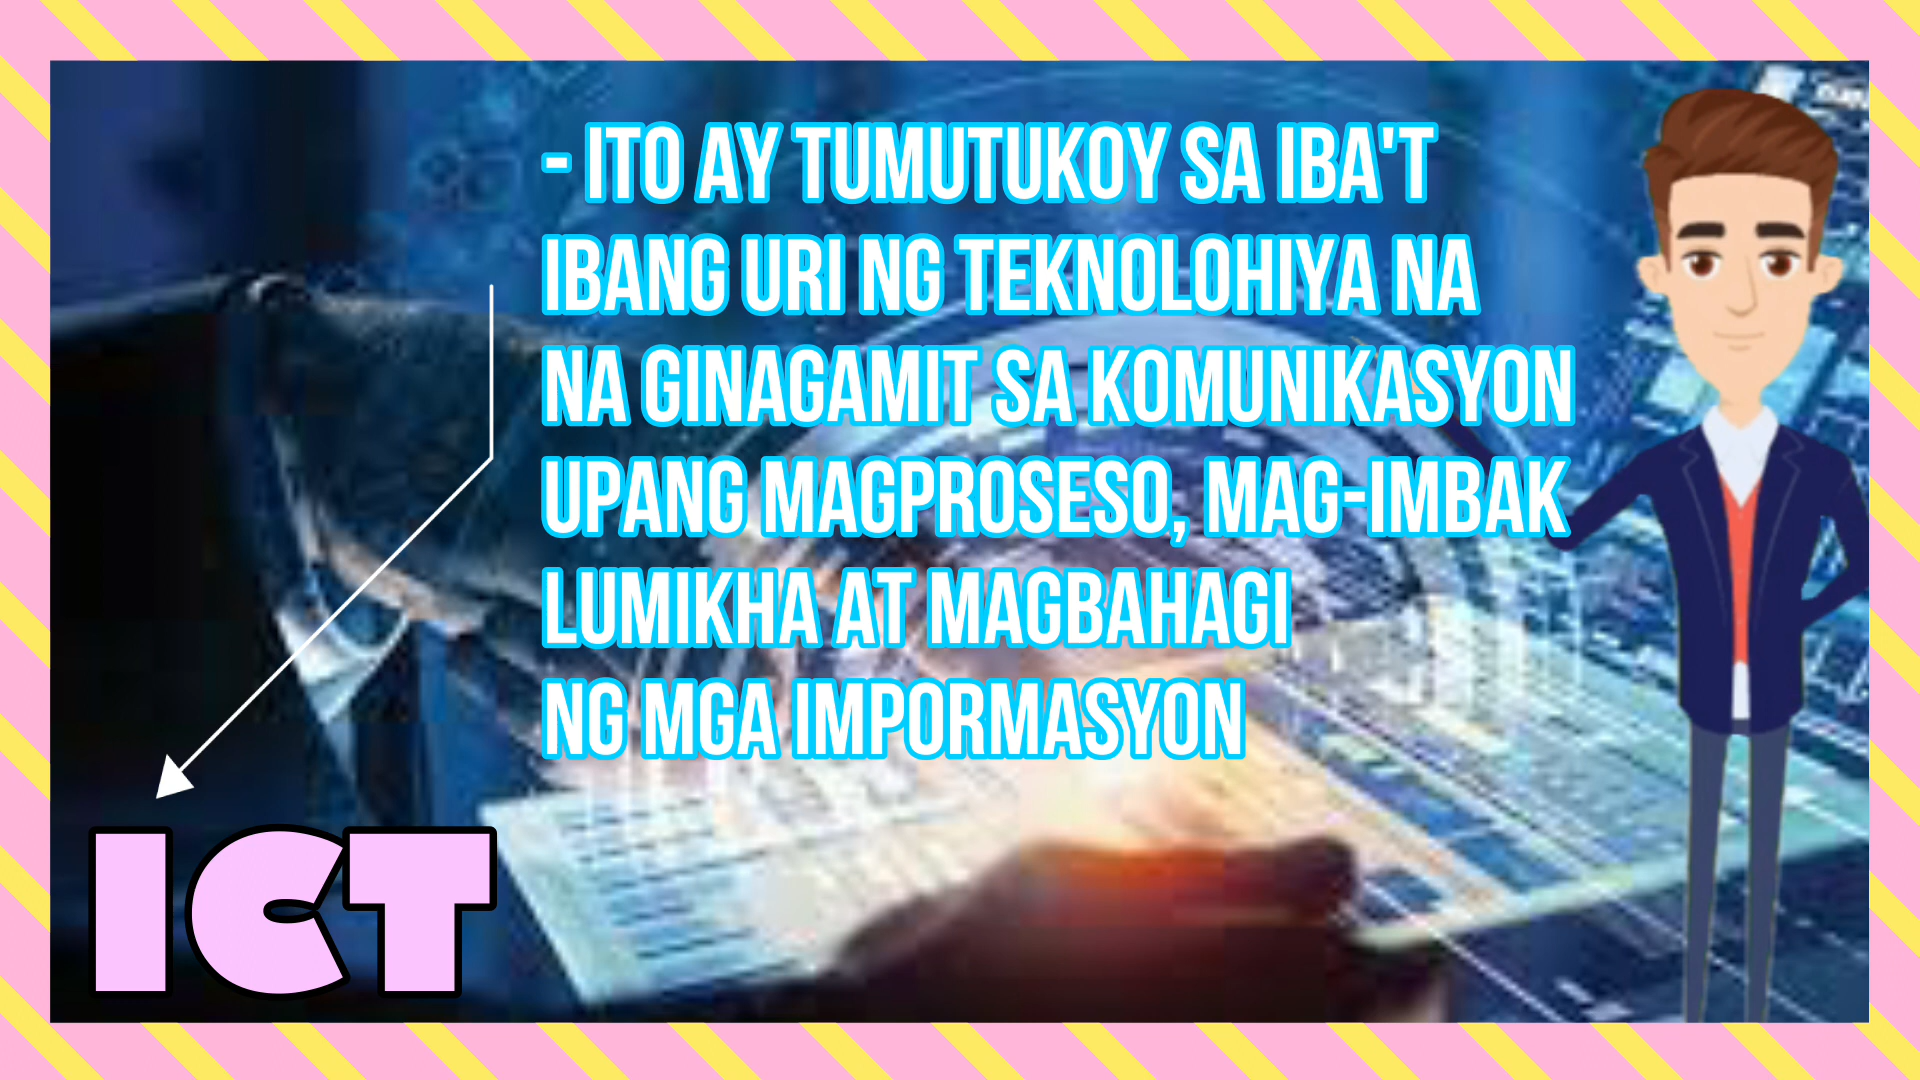 - ITO AY TUMUTUKOY SA IBA'T
IBANG URI NG TEKNOLOHIYA NA
NA GINAGAMIT SA KOMUNIKASYON
UPANG MAGPROSESO, MAG-IMBAK
LUMIKHA AT MAGBAHAGI
NG MGA IMPORMASYON
ICT